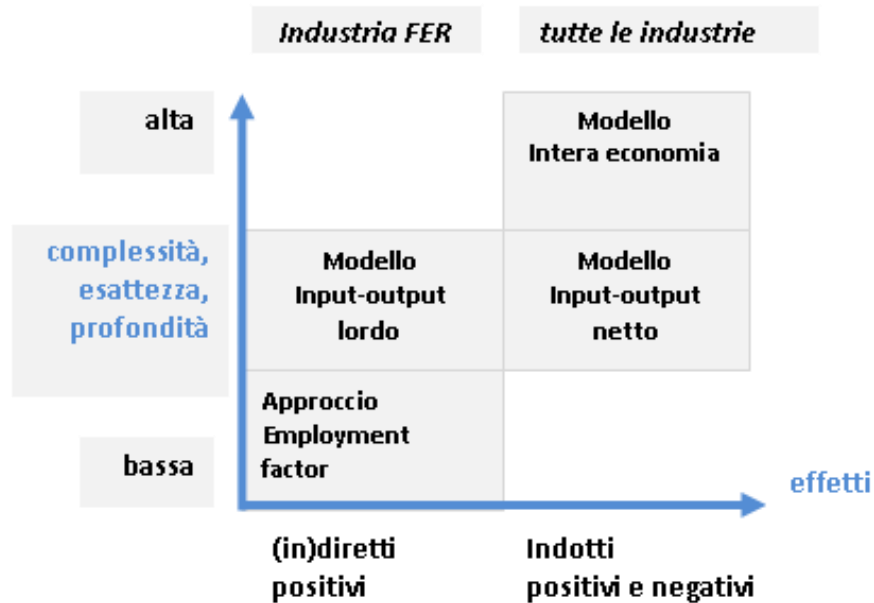 Industria FER
tutte le industrie
alta
Modello
Intera economia
complessità,
esattezza,
profondità
Modello
Input-output
lordo
Modello
Input-output
netto
Approccio
Employment
factor
bassa
effetti
(in)diretti
positivi
Indotti
positivi e negativi